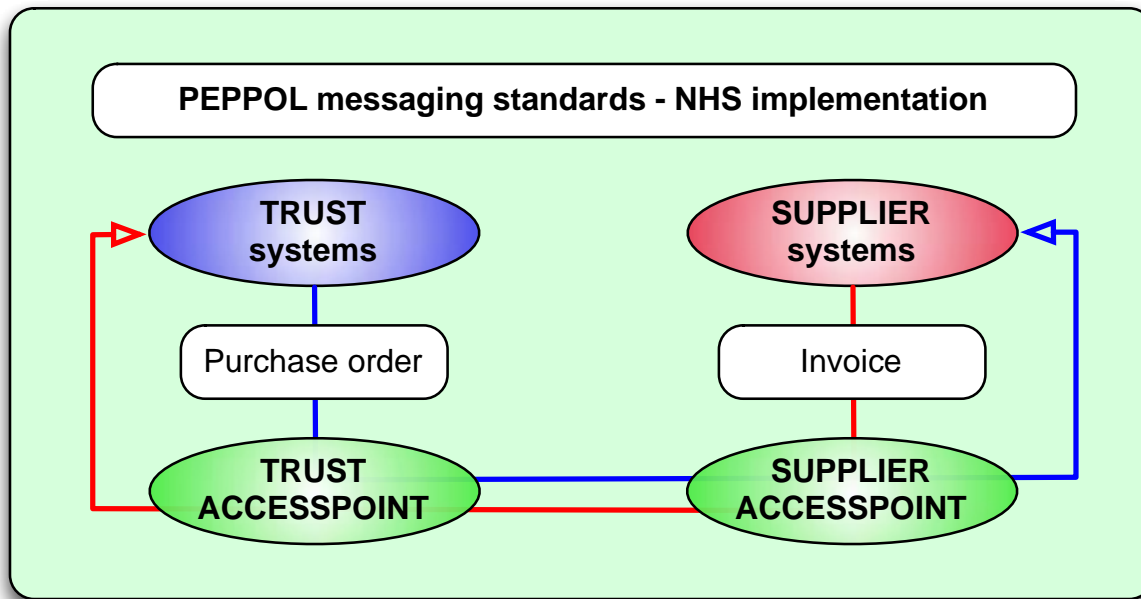 PEPPOL messaging standards - NHS implementation
TRUST
systems
SUPPLIER
systems
Purchase order
Invoice
TRUST
ACCESSPOINT
SUPPLIER
ACCESSPOINT